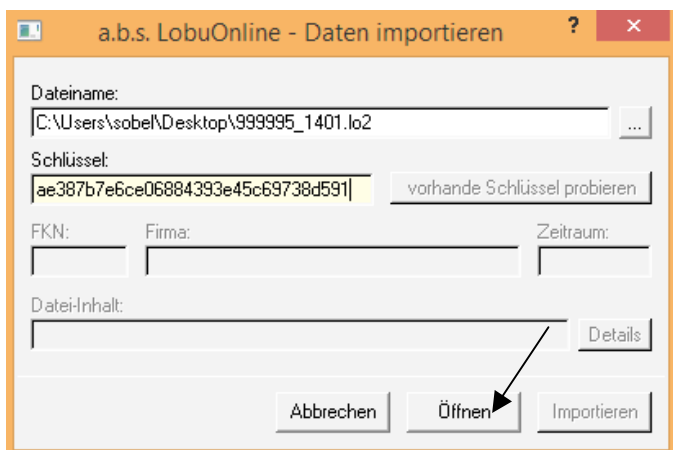 a.b.s. LobuOnline - Daten importieren ? ×
Dateiname:
C:\Users\sobel\Desktop\999995_1401.lo2 ...
Schlüssel:
ae387b7e6ce06884393e45c69738d591 vorhande Schlüssel probieren
FKN: Firma: Zeitraum:
Datei-Inhalt:
Details
Abbrechen Öffnen Importieren